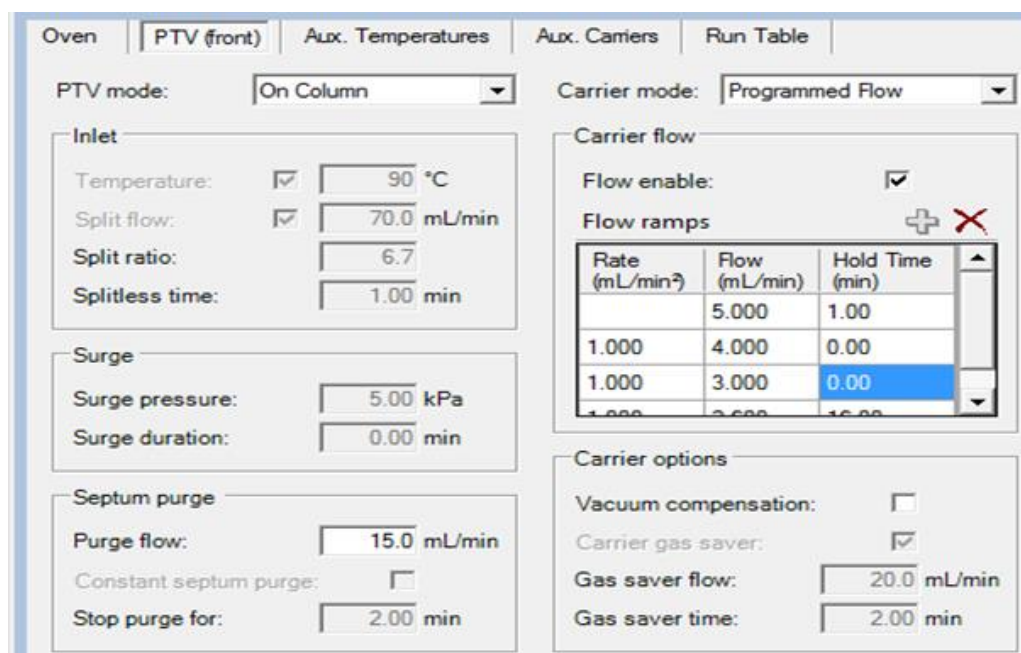 Oven PTV (front) Aux. Temperatures Aux. Carriers Run Table
PTV mode: On Column
Inlet
Temperature: 90 °C
Split flow: 70.0 mL/min
Split ratio: 6.7
Splitless time: 1.00 min
Surge
Surge pressure: 5.00 kPa
Surge duration: 0.00 min
Septum purge
Purge flow: 15.0 mL/min
Constant septum purge:
Stop purge for: 2.00 min
Carrier mode: Programmed Flow
Carrier flow
Flow enable:
Flow ramps
Rate Flow Hold Time
(mL/min²) (mL/min) (min)
5.000 1.00
1.000 4.000 0.00
1.000 3.000 0.00
Carrier options
Vacuum compensation:
Carrier gas saver:
Gas saver flow: 20.0 mL/min
Gas saver time: 2.00 min